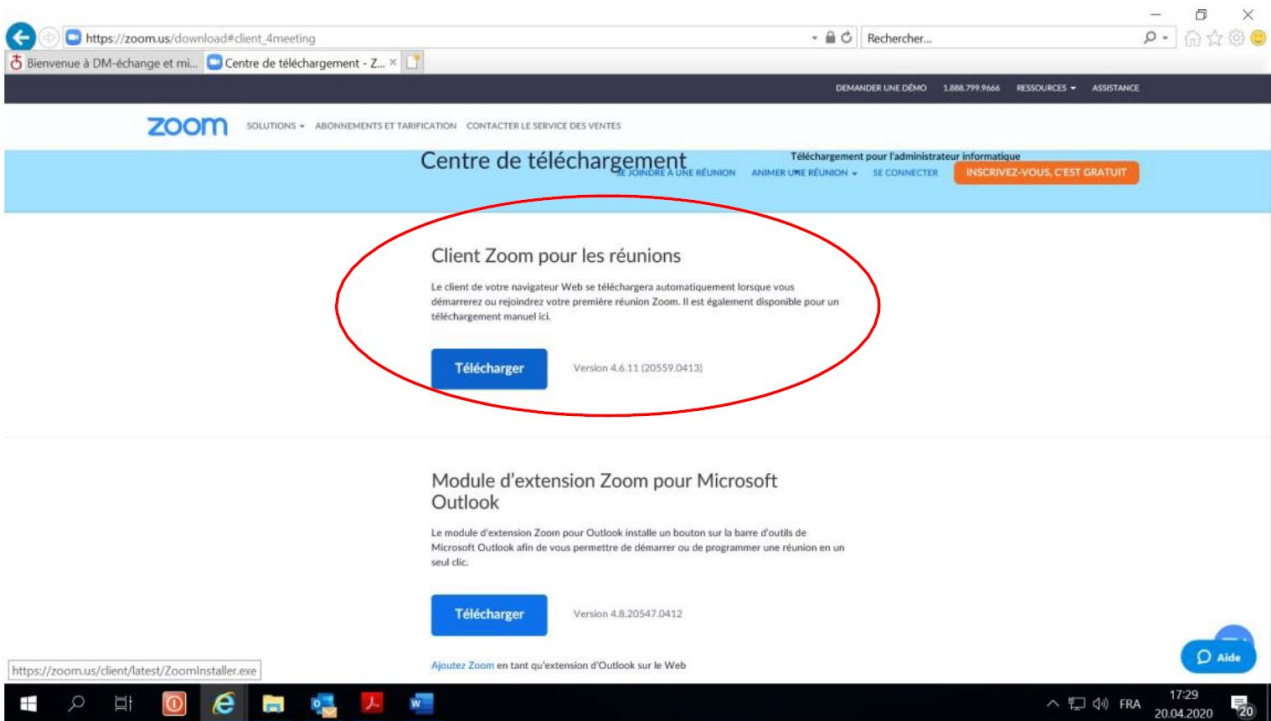 https://zoom.us/download#client_4meeting
Rechercher...
Bienvenue à DM-échange et mi...
Centre de téléchargement - Z...
DEMANDER UNE DÉMO 1.888.799.9666 RESSOURCES ASSISTANCE
zoom SOLUTIONS ABONNEMENTS ET TARIFICATION CONTACTER LE SERVICE DES VENTES
Centre de téléchargement
Téléchargement pour l'administrateur informatique
SE JOINDRE À UNE RÉUNION ANIMER UNE RÉUNION SE CONNECTER INSCRIVEZ-VOUS, C'EST GRATUIT
Client Zoom pour les réunions
Le client de votre navigateur Web se téléchargera automatiquement lorsque vous
démarrerez ou rejoindrez votre première réunion Zoom. Il est également disponible pour un
téléchargement manuel ici.
Télécharger Version 4.6.11 (20559.0413)
Module d'extension Zoom pour Microsoft
Outlook
Le module d'extension Zoom pour Outlook installe un bouton sur la barre d'outils de
Microsoft Outlook afin de vous permettre de démarrer ou de programmer une réunion en un
seul clic.
Télécharger Version 4.8.20547.0412
Ajoutez Zoom en tant qu'extension d'Outlook sur le Web
Aide
https://zoom.us/client/latest/ZoomInstaller.exe
FRA
17:29
20.04.2020
20